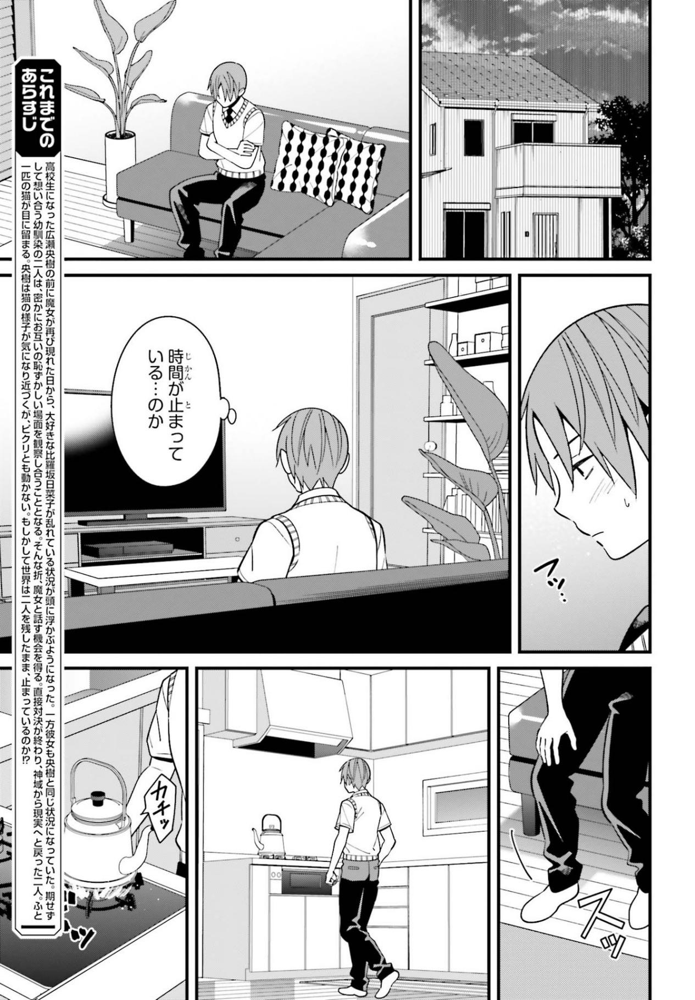 これまでの
あらすじ
高校生になった広瀬央樹の前に魔女が再び現れた日から、大好きな比羅坂日菜子が乱れている状況が頭に浮かぶようになった。一方彼女も央樹と同じ状況になっていた。期せず
して想い合う幼馴染の二人は、密かにお互いの恥ずかしい場面を観察し合うこととなる。そんな折、魔女と話す機会を得る。直接対決が終わり、神域から現実へと戻った二人。ふと
一匹の猫が目に留まる。央樹は猫の様子が気になり近づくが、ピクリとも動かない。もしかして世界は二人を残したまま、止まっているのか!?
アッ…
時間が止まって
じかん と
いる…のか
スッ
カチッ
ボッ